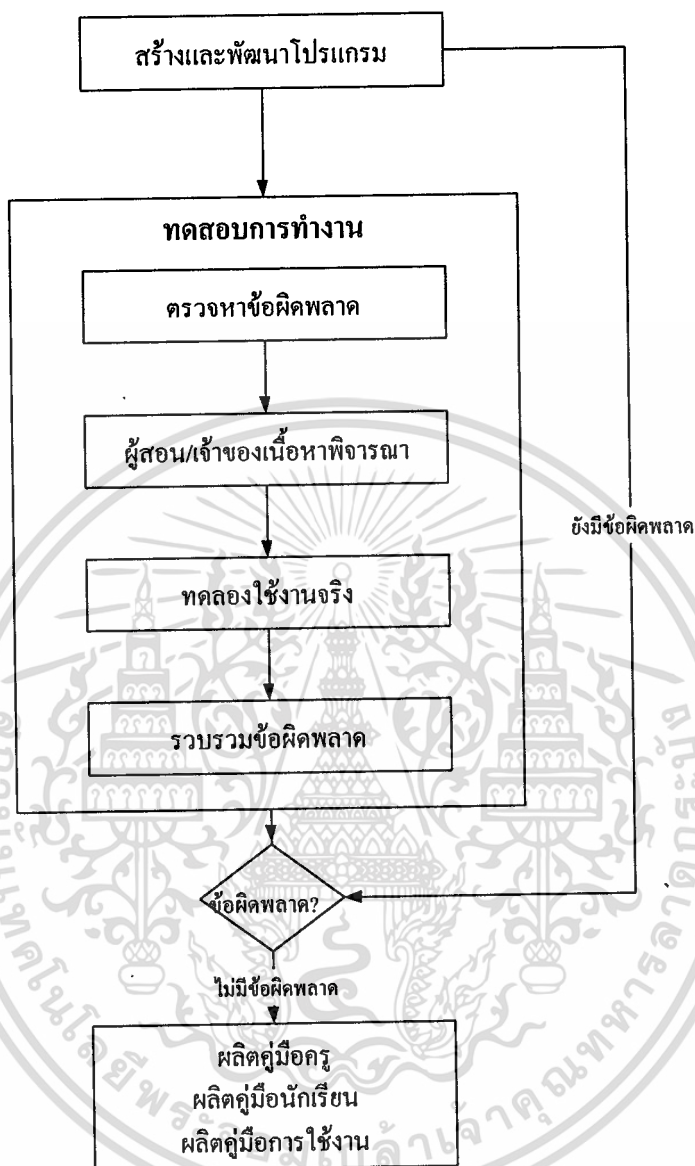 สร้างและพัฒนาโปรแกรม
ทดสอบการทำงาน
ตรวจหาข้อผิดพลาด
ผู้สอน/เจ้าของเนื้อหาพิจารณา
ยังมีข้อผิดพลาด
ทดลองใช้งานจริง
รวบรวมข้อผิดพลาด
ข้อผิดพลาด?
ไม่มีข้อผิดพลาด
ผลิตคู่มือครู
ผลิตคู่มือนักเรียน
ผลิตคู่มือการใช้งาน